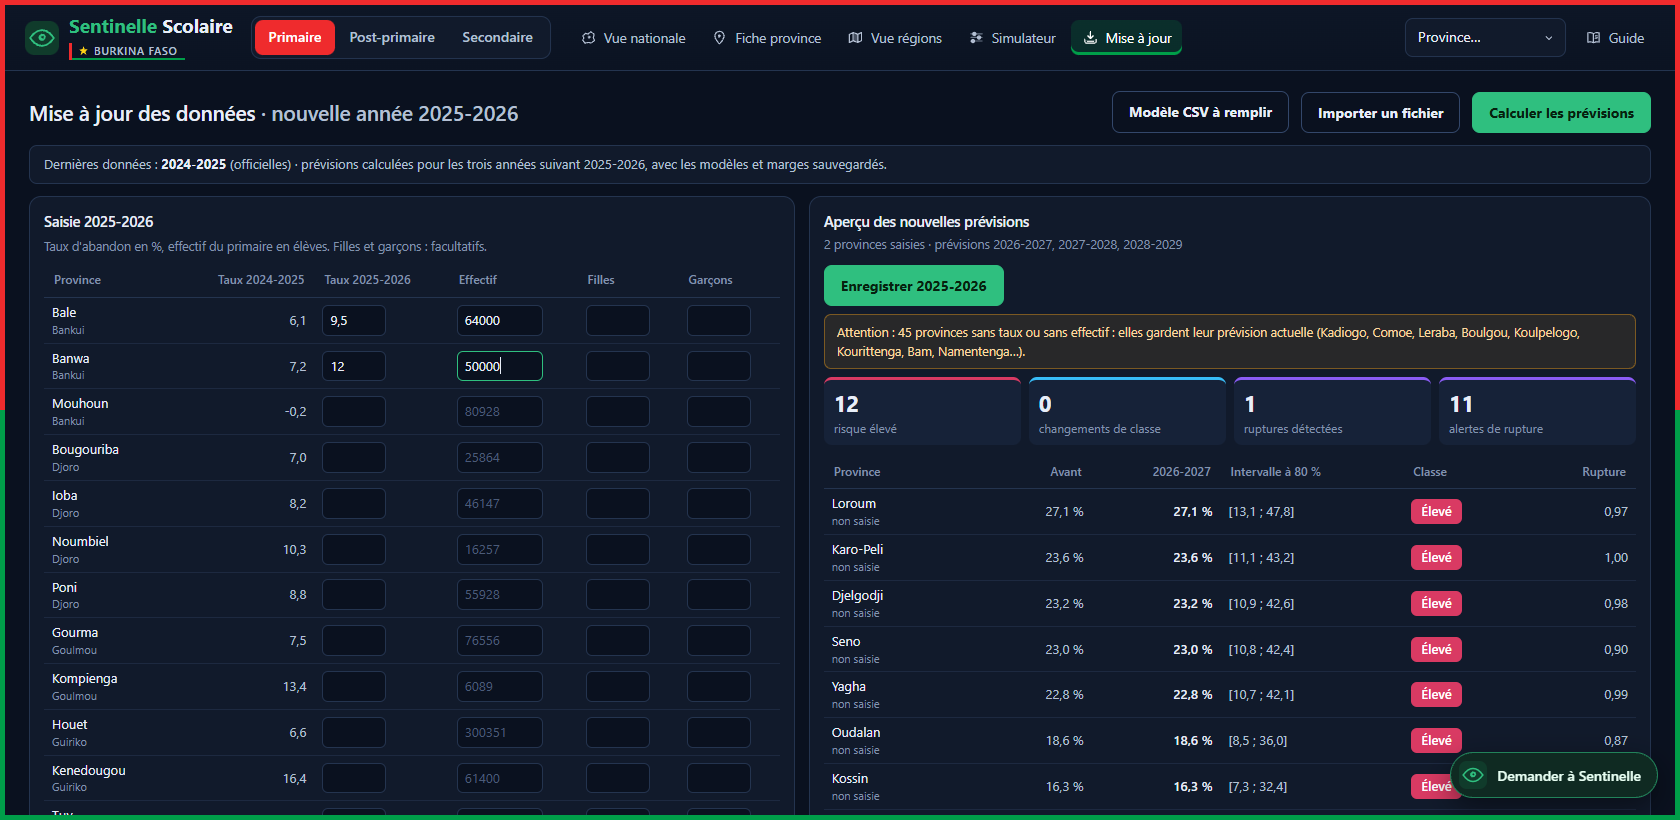 Sentinelle Scolaire
★ BURKINA FASO
Primaire Post-primaire Secondaire
Vue nationale Fiche province Vue régions Simulateur Mise à jour
Province... Guide
Mise à jour des données · nouvelle année 2025-2026
Modèle CSV à remplir Importer un fichier Calculer les prévisions
Dernières données : 2024-2025 (officielles) · prévisions calculées pour les trois années suivant 2025-2026, avec les modèles et marges sauvegardés.
Saisie 2025-2026
Taux d'abandon en %, effectif du primaire en élèves. Filles et garçons : facultatifs.
Province Taux 2024-2025 Taux 2025-2026 Effectif Filles Garçons
Bale 6,1 9,5 64000
Bankui
Banwa 7,2 12 50000
Bankui
Mouhoun -0,2 80928
Bankui
Bougouriba 7,0 25864
Djoro
Ioba 8,2 46147
Djoro
Noumbiel 10,3 16257
Djoro
Poni 8,8 55928
Djoro
Gourma 7,5 76556
Goulmou
Kompienga 13,4 6089
Goulmou
Houet 6,6 300351
Guiriko
Kenedougou 16,4 61400
Guiriko
Aperçu des nouvelles prévisions
2 provinces saisies · prévisions 2026-2027, 2027-2028, 2028-2029
Enregistrer 2025-2026
Attention : 45 provinces sans taux ou sans effectif : elles gardent leur prévision actuelle (Kadiogo, Comoe, Leraba, Boulgou, Koulpelogo,
Kourittenga, Bam, Namentenga...).
12 0 1 11
risque élevé changements de classe ruptures détectées alertes de rupture
Province Avant 2026-2027 Intervalle à 80 % Classe Rupture
Loroum 27,1 % 27,1 % [13,1 ; 47,8] Élevé 0,97
non saisie
Karo-Peli 23,6 % 23,6 % [11,1 ; 43,2] Élevé 1,00
non saisie
Djelgodji 23,2 % 23,2 % [10,9 ; 42,6] Élevé 0,98
non saisie
Seno 23,0 % 23,0 % [10,8 ; 42,4] Élevé 0,90
non saisie
Yagha 22,8 % 22,8 % [10,7 ; 42,1] Élevé 0,99
non saisie
Oudalan 18,6 % 18,6 % [8,5 ; 36,0] Élevé 0,87
non saisie
Kossin 16,3 % 16,3 % [7,3 ; 32,4] Élevé
non saisie
Demander à Sentinelle